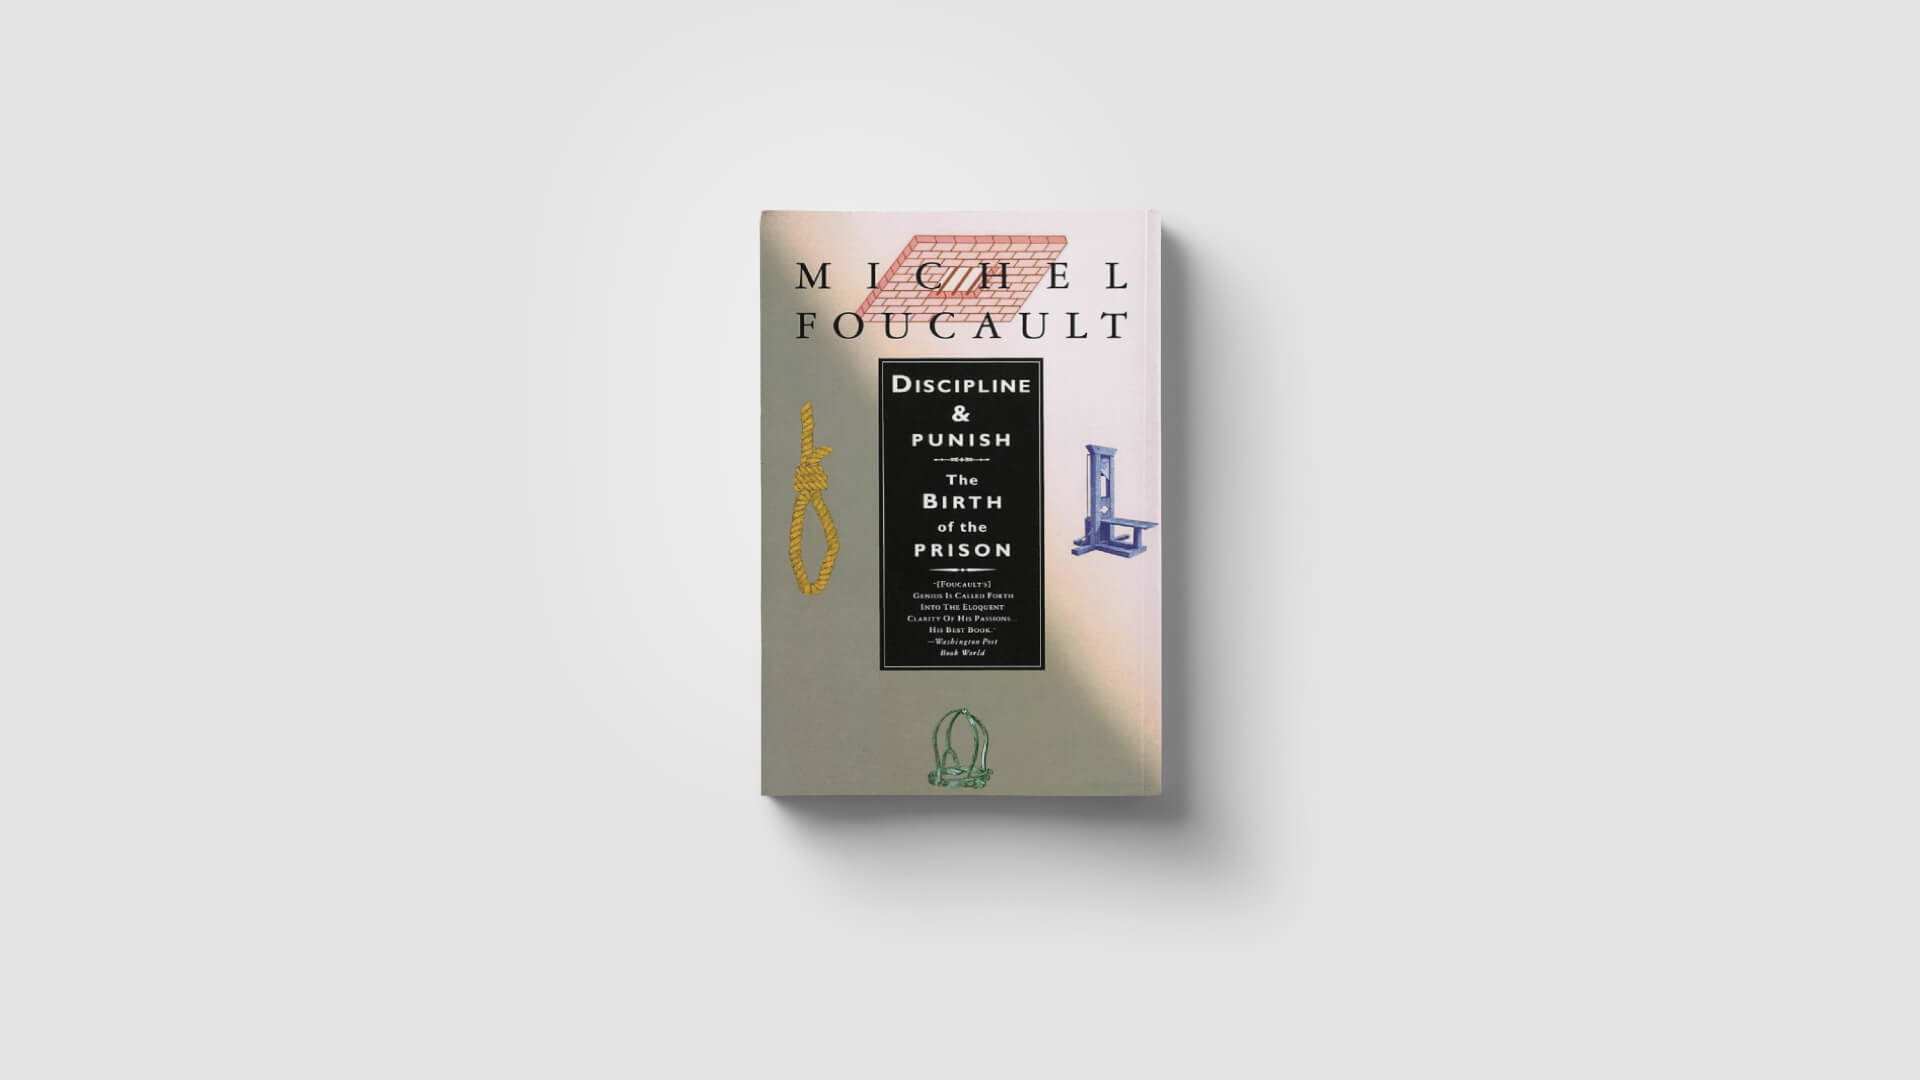 MICHEL
FOUCAULT
DISCIPLINE
&
PUNISH
The
BIRTH
of the
PRISON
"[FOUCAULT'S]
GENIUS IS CALLED FORTH
INTO THE ELOQUENT
CLARITY OF HIS PASSIONS...
HIS BEST BOOK."
—Washington Post
Book World